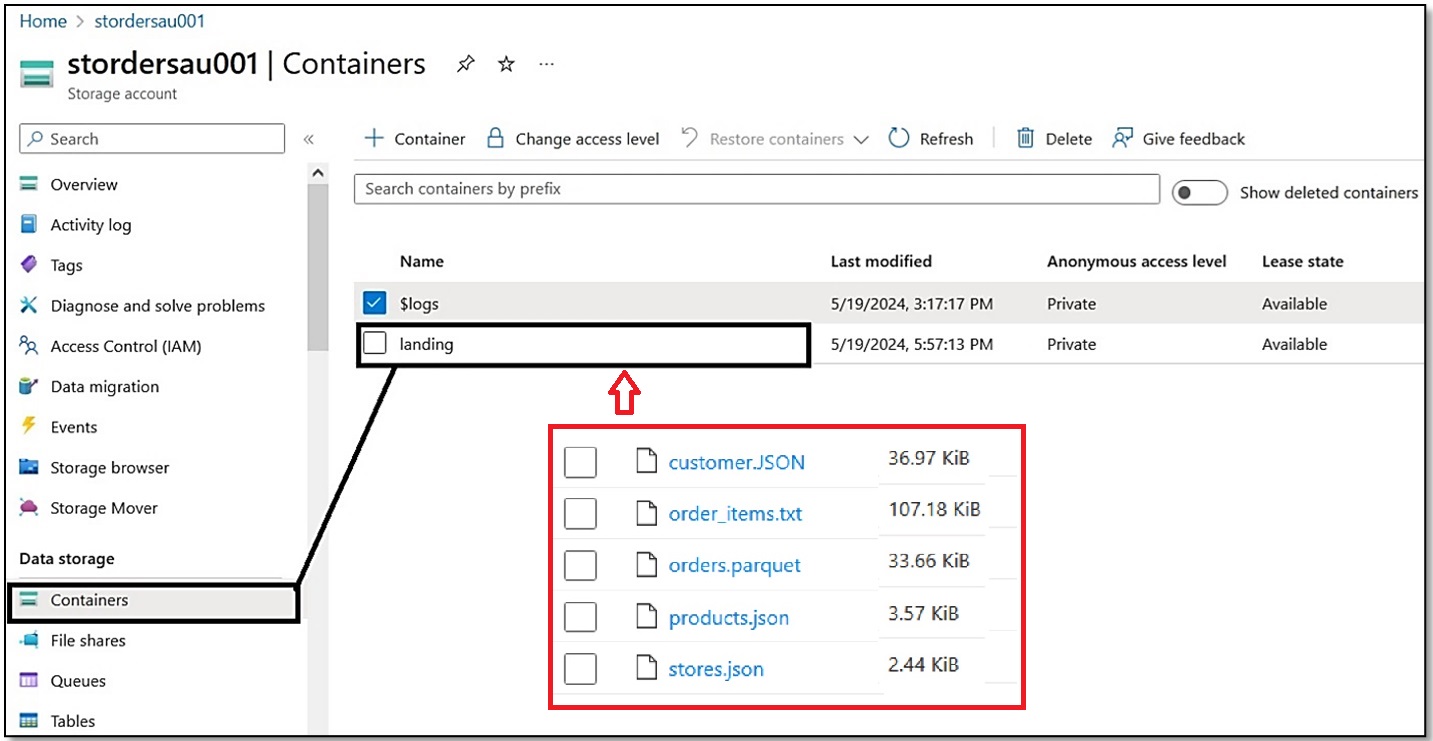 Home > stordersau001
stordersau001 | Containers ...
Storage account
Search «
+ Container Change access level Restore containers Refresh Delete Give feedback
Search containers by prefix Show deleted containers
Overview
Activity log
Tags
Diagnose and solve problems
Access Control (IAM)
Data migration
Events
Storage browser
Storage Mover
Data storage
Containers
File shares
Queues
Tables
Name Last modified Anonymous access level Lease state
$logs 5/19/2024, 3:17:17 PM Private Available
landing 5/19/2024, 5:57:13 PM Private Available
customer.JSON 36.97 KiB
order_items.txt 107.18 KiB
orders.parquet 33.66 KiB
products.json 3.57 KiB
stores.json 2.44 KiB